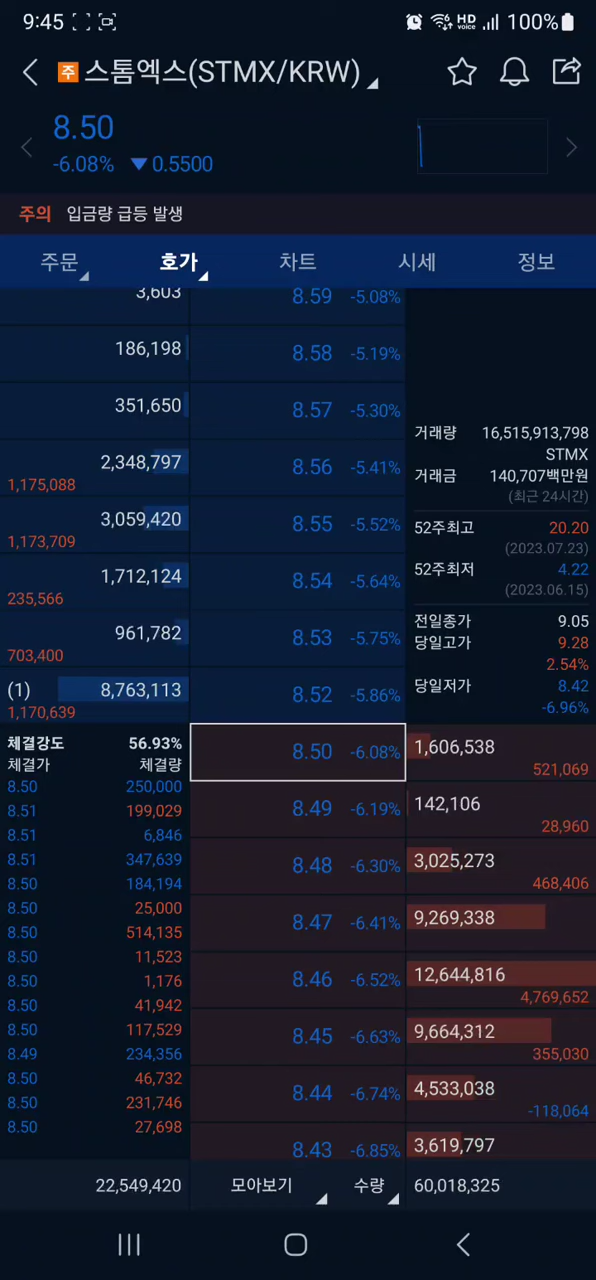 9:45 HD voice 100%
주 스톰엑스(STMX/KRW)
8.50
-6.08% ▼0.5500
주의 입금량 급등 발생
주문 호가 차트 시세 정보
3,603 8.59 -5.08%
186,198 8.58 -5.19%
351,650 8.57 -5.30%
거래량 16,515,913,798
STMX
2,348,797 8.56 -5.41%
1,175,088
거래금 140,707백만원
(최근 24시간)
3,059,420 8.55 -5.52%
1,173,709
52주최고 20.20
(2023.07.23)
1,712,124 8.54 -5.64%
235,566
52주최저 4.22
(2023.06.15)
961,782 8.53 -5.75%
703,400
전일종가 9.05
당일고가 9.28
2.54%
(1) 8,763,113 8.52 -5.86%
1,170,639
당일저가 8.42
-6.96%
체결강도 56.93%
체결가 체결량
8.50 250,000
8.51 199,029
8.51 6,846
8.51 347,639
8.50 184,194
8.50 25,000
8.50 514,135
8.50 11,523
8.50 1,176
8.50 41,942
8.50 117,529
8.49 234,356
8.50 46,732
8.50 231,746
8.50 27,698
8.50 -6.08% 1,606,538
521,069
8.49 -6.19% 142,106
28,960
8.48 -6.30% 3,025,273
468,406
8.47 -6.41% 9,269,338
8.46 -6.52% 12,644,816
4,769,652
8.45 -6.63% 9,664,312
355,030
8.44 -6.74% 4,533,038
-118,064
8.43 -6.85% 3,619,797
22,549,420 모아보기 수량 60,018,325